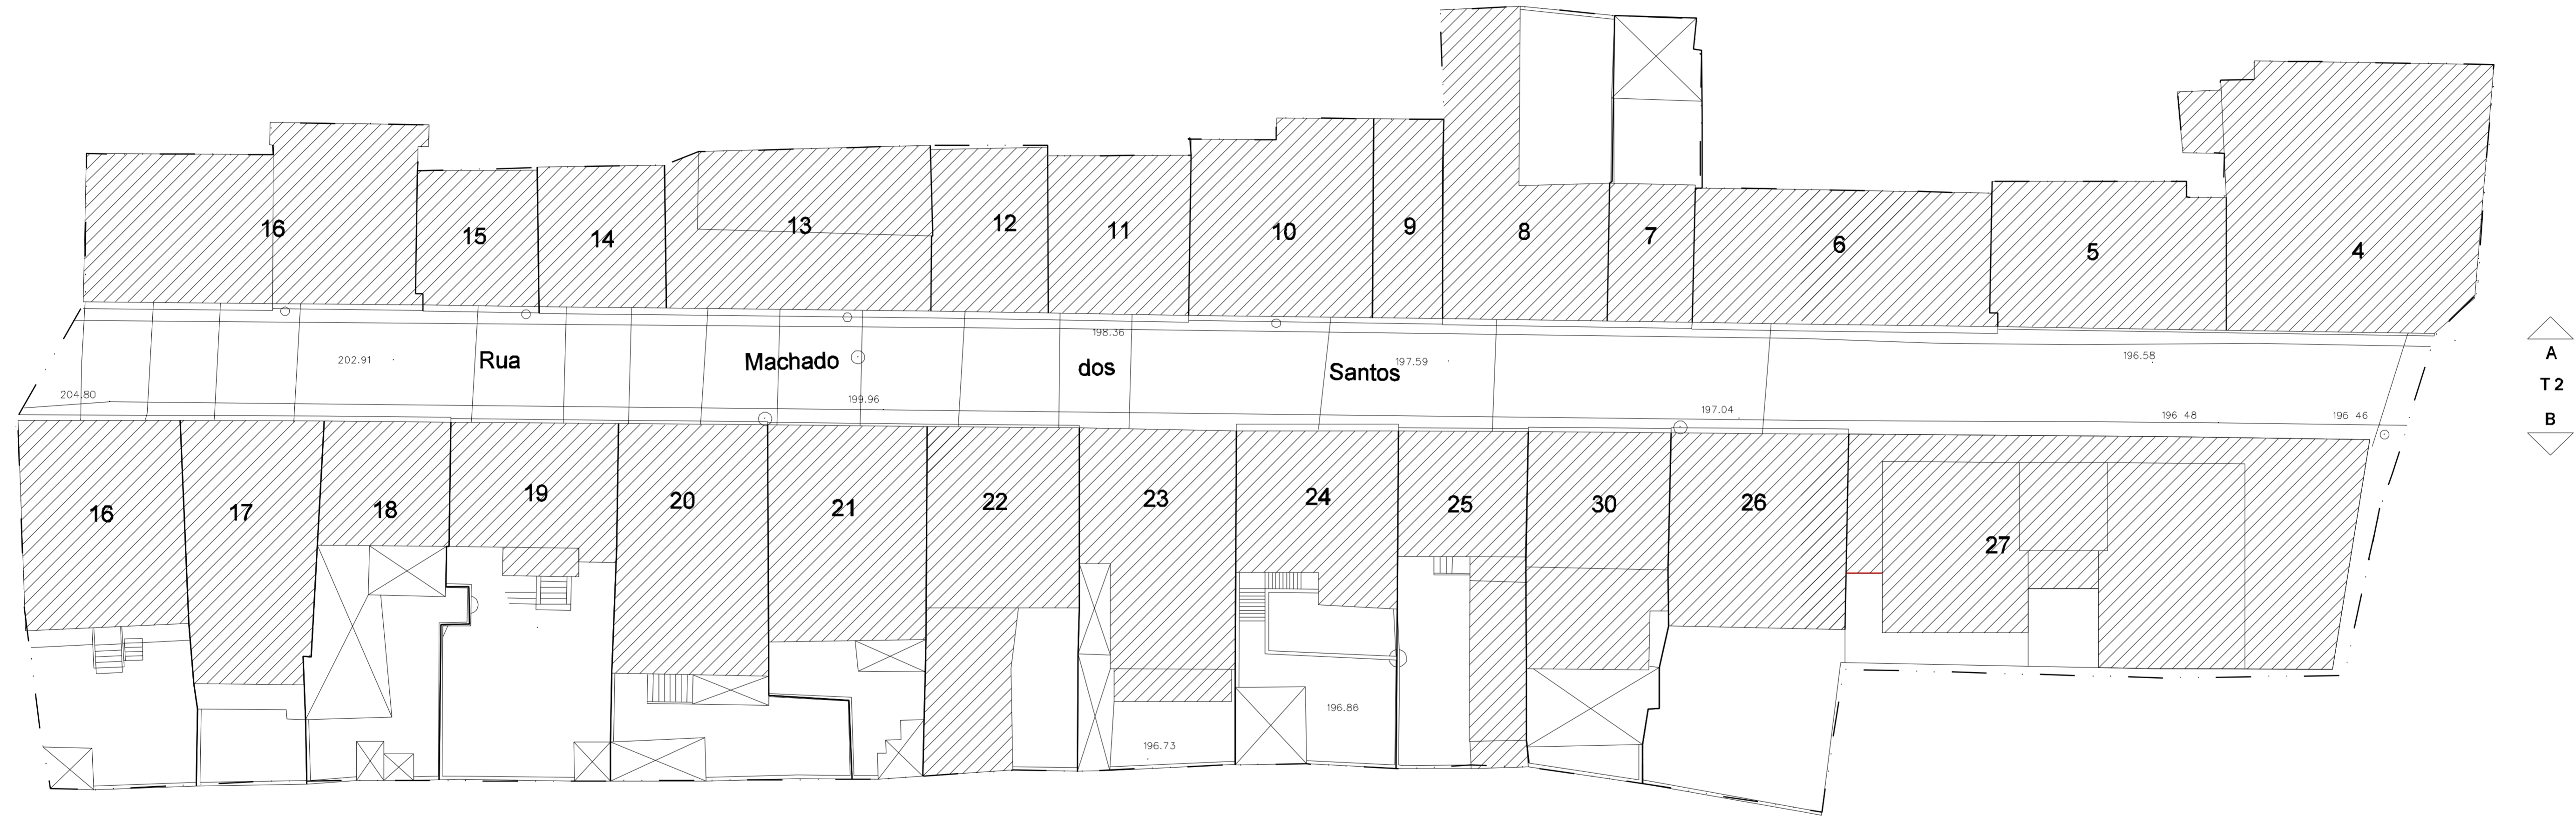 16 15 14 13 12 11 10 9 8 7 6 5 4
198.36
202.91 Rua Machado dos Santos 197.59 196.58
204.80 199.96 197.04 196 48 196 46
16 17 18 19 20 21 22 23 24 25 30 26 27
196.86
196.73
A
T 2
B